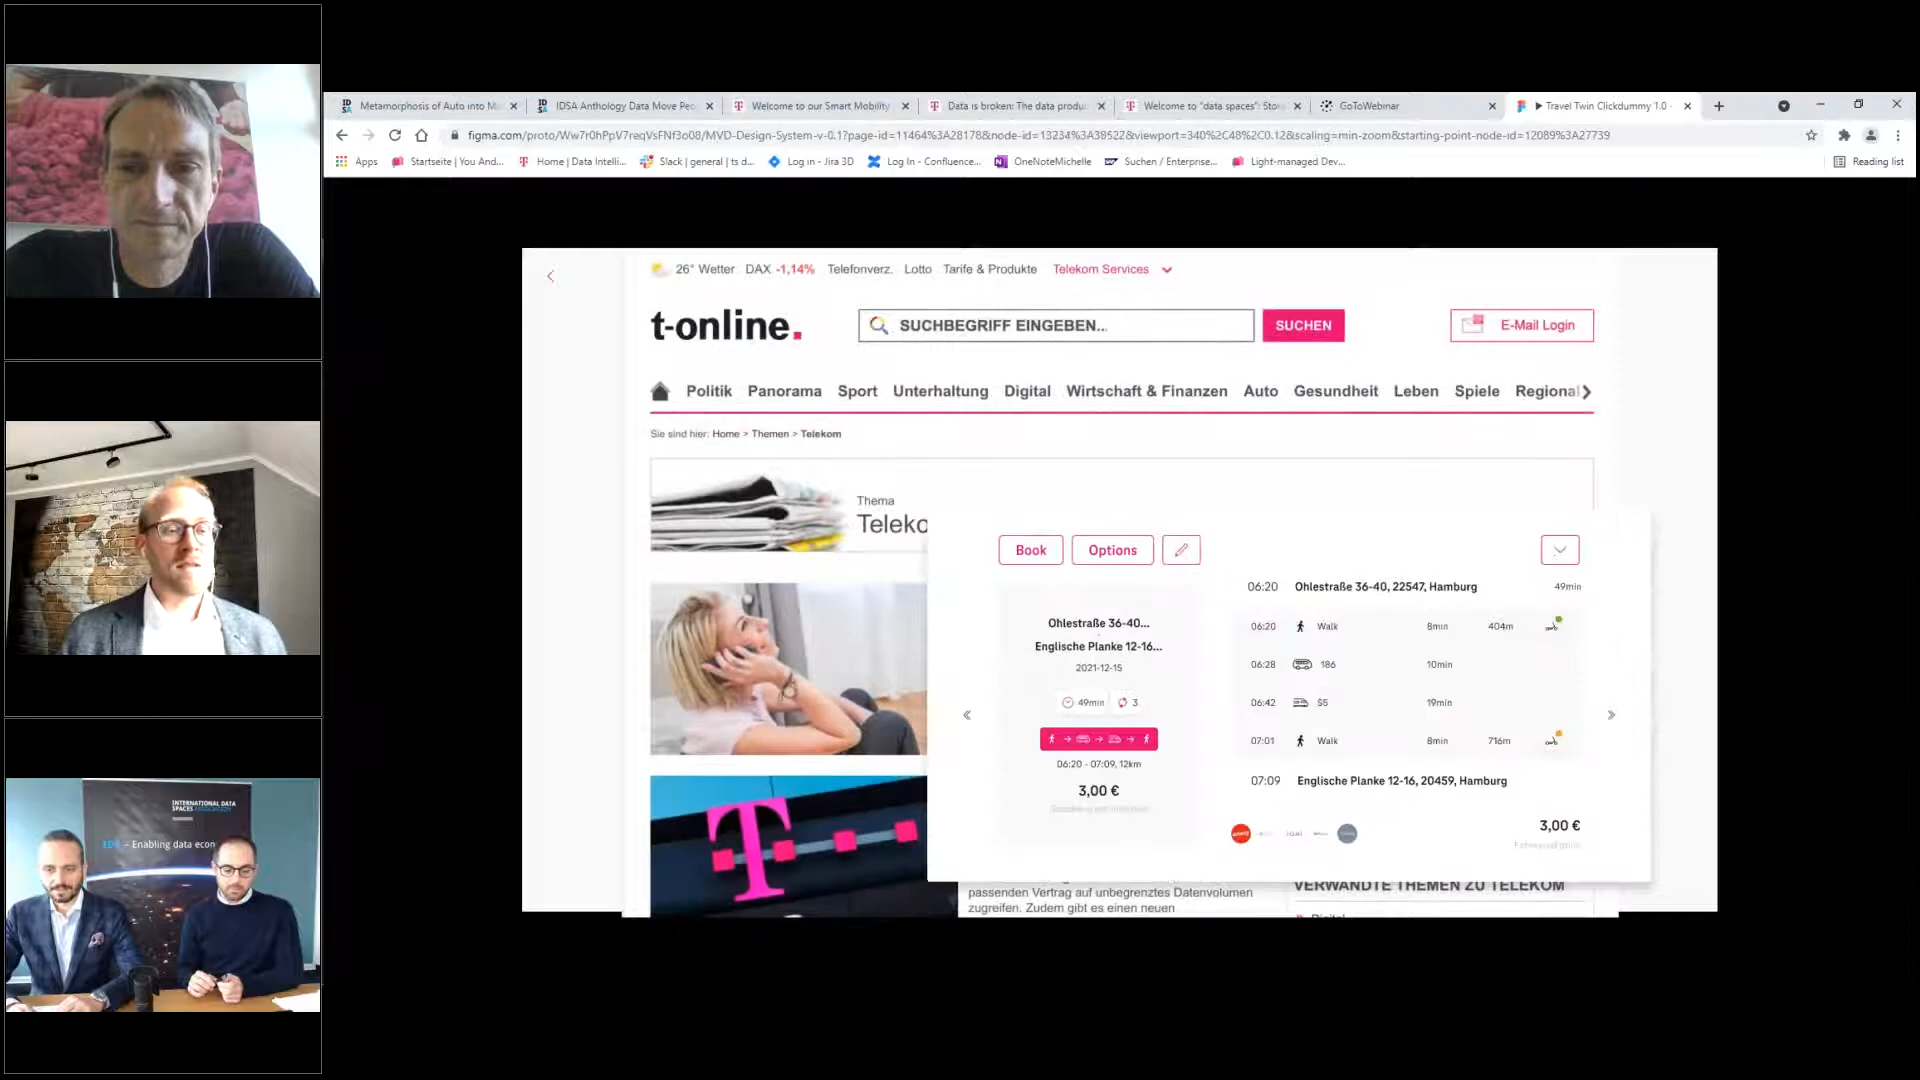 INTERNATIONAL DATA
SPACES ASSOCIATION
– Enabling data econ
Metamorphosis of Auto into M
IDSA Anthology Data Move Peo
Welcome to our Smart Mobility
Data is broken: The data produc
Welcome to "data spaces": Stor
GoToWebinar
Travel Twin Clickdummy 1.0 -
figma.com/proto/Ww7r0hPpV7reqVsFNf3o08/MVD-Design-System-v-0.1?page-id=11464%3A28178&node-id=13234%3A38522&viewport=340%2C48%2C0.12&scaling=min-zoom&starting-point-node-id=12089%3A27739
Apps
Startseite | You And...
Home | Data Intelli...
Slack | general | ts d...
Log in - Jira 3D
Log In - Confluence...
OneNoteMichelle
Suchen / Enterprise...
Light-managed Dev...
Reading list
26° Wetter DAX -1,14% Telefonverz. Lotto Tarife & Produkte Telekom Services
t-online.
SUCHBEGRIFF EINGEBEN...
SUCHEN
E-Mail Login
Politik Panorama Sport Unterhaltung Digital Wirtschaft & Finanzen Auto Gesundheit Leben Spiele Regional
Sie sind hier: Home > Themen > Telekom
Thema
Teleko
Book
Options
Ohlestraße 36-40...
-
Englische Planke 12-16...
2021-12-15
49min
3
06:20 - 07:09, 12km
3,00 €
06:20 Ohlestraße 36-40, 22547, Hamburg 49min
06:20 Walk 8min 404m
06:28 186 10min
06:42 S5 19min
07:01 Walk 8min 716m
07:09 Englische Planke 12-16, 20459, Hamburg
3,00 €
T
passenden Vertrag auf unbegrenztes Datenvolumen
zugreifen. Zudem gibt es einen neuen
VERWANDTE THEMEN ZU TELEKOM
Digital